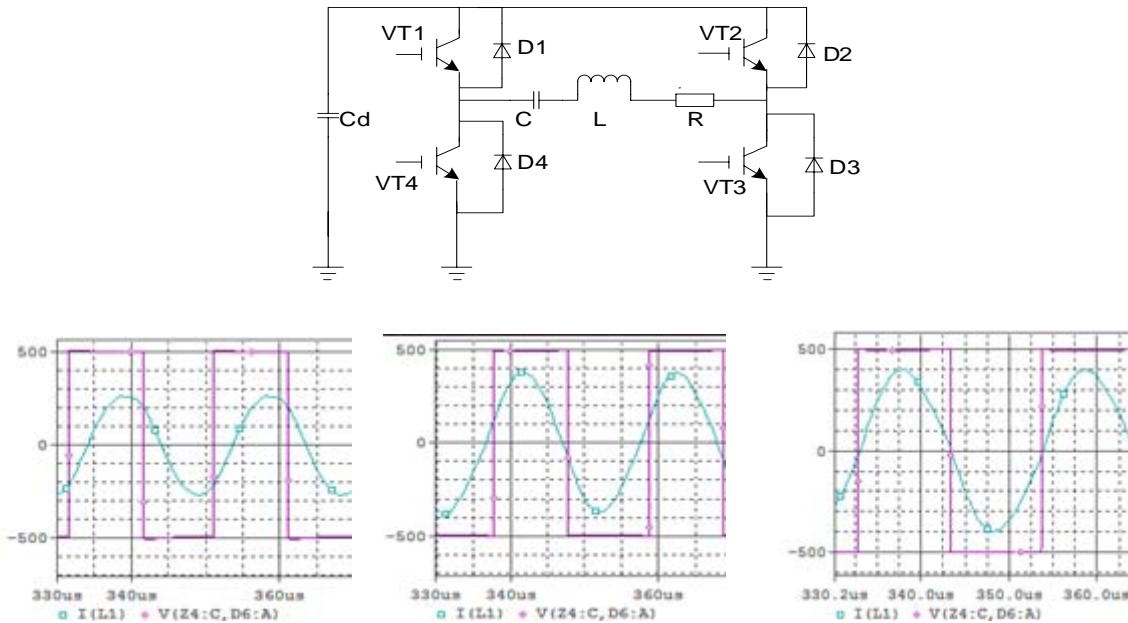 VT1
D1
VT2
D2
Cd
C
L
R
VT4
D4
VT3
D3
500
0
-500
330us
340us
360us
I(L1) V(Z4:C,D6:A)
500
0
-500
340us
360us
I(L1) V(Z4:C,D6:A)
500
0
-500
330.2us
340.0us
350.0us
360.0us
I(L1) V(Z4:C,D6:A)